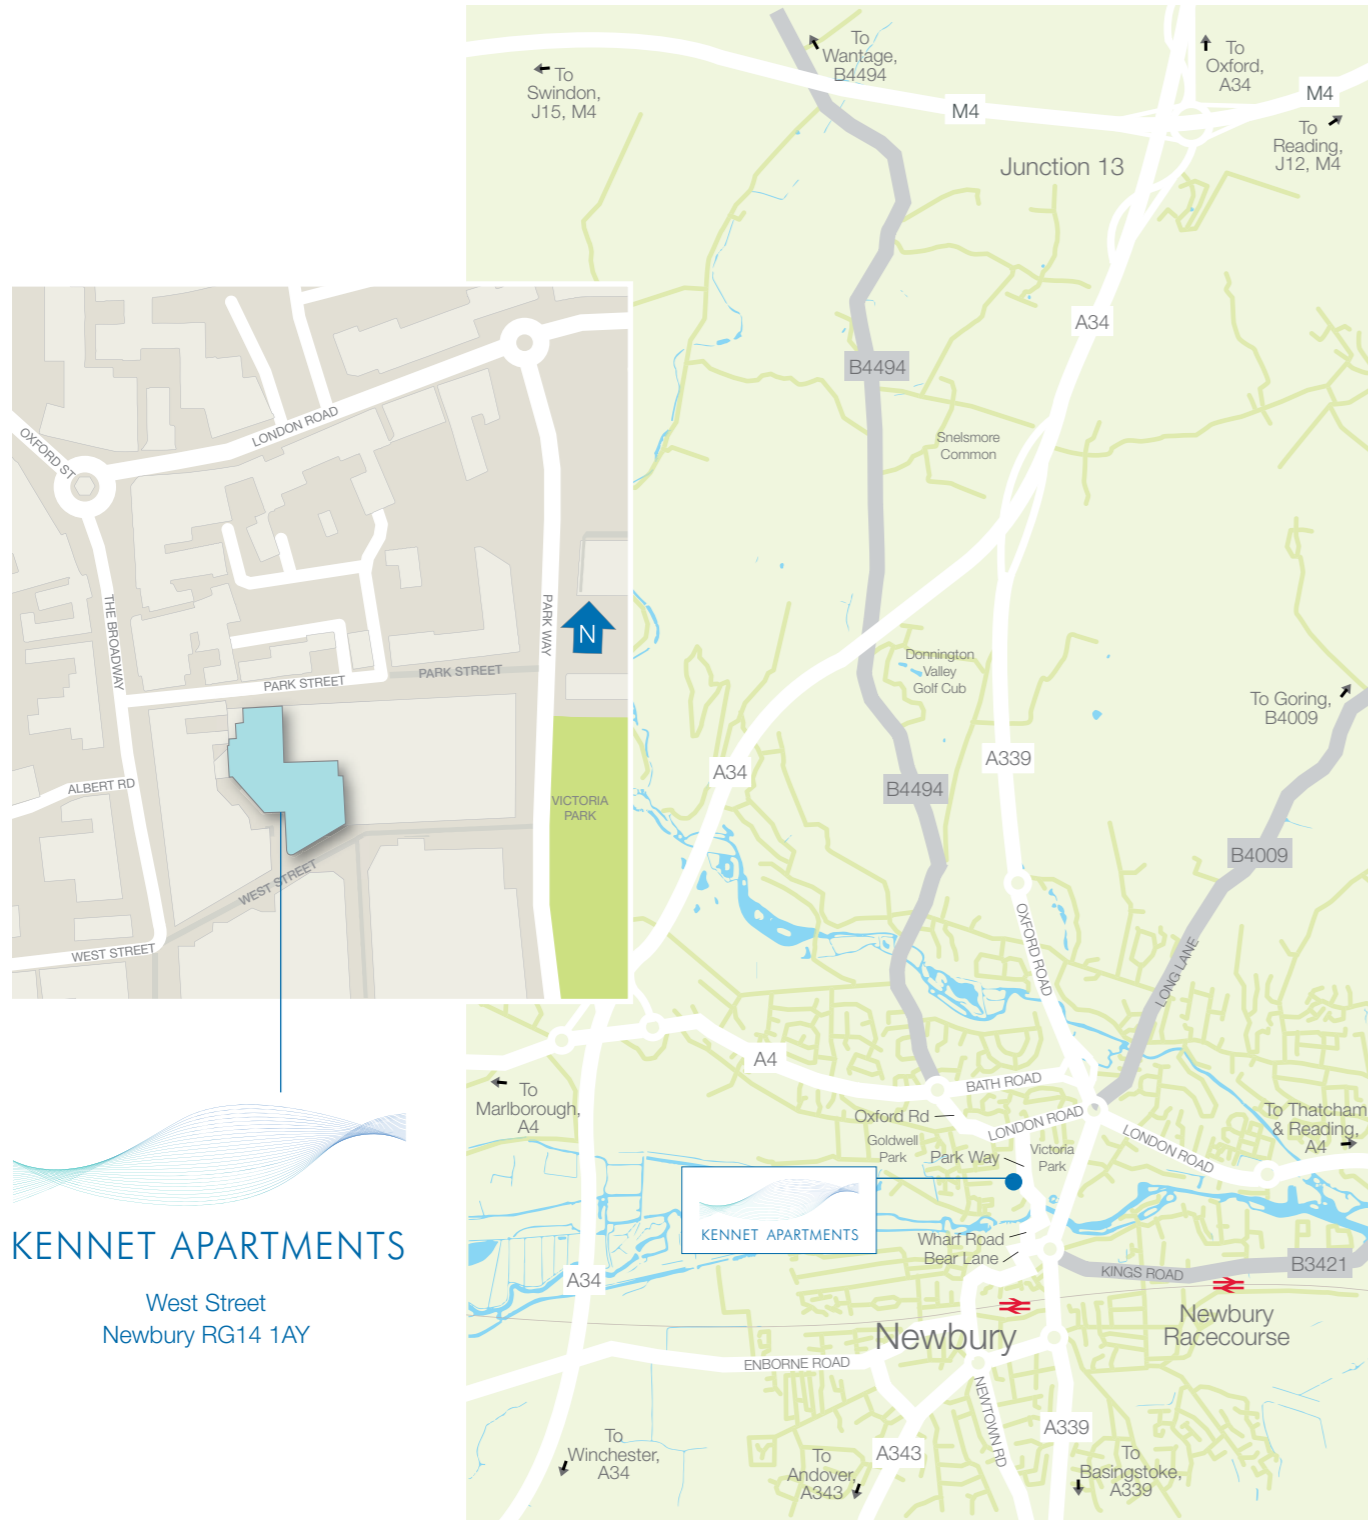 To
Wantage,
B4494
To
Swindon,
J15, M4
To
Oxford,
A34
M4
M4
To
Reading,
J12, M4
Junction 13
A34
B4494
Snelsmore
Common
Donnington
Valley
Golf Cub
To Goring,
B4009
A34
A339
B4494
B4009
OXFORD ROAD
LONG LANE
A4
BATH ROAD
To
Marlborough,
A4
Oxford Rd
LONDON ROAD
To Thatcham
& Reading,
A4
LONDON ROAD
Goldwell
Park
Park Way
Victoria
Park
KENNET APARTMENTS
Wharf Road
Bear Lane
A34
KINGS ROAD
B3421
Newbury
Newbury
Racecourse
ENBORNE ROAD
NEWTOWN RD
A339
A343
To
Winchester,
A34
To
Andover,
A343
To
Basingstoke,
A339
OXFORD ST
LONDON ROAD
THE BROADWAY
PARK WAY
N
PARK STREET
PARK STREET
ALBERT RD
VICTORIA
PARK
WEST STREET
WEST STREET
KENNET APARTMENTS
West Street
Newbury RG14 1AY